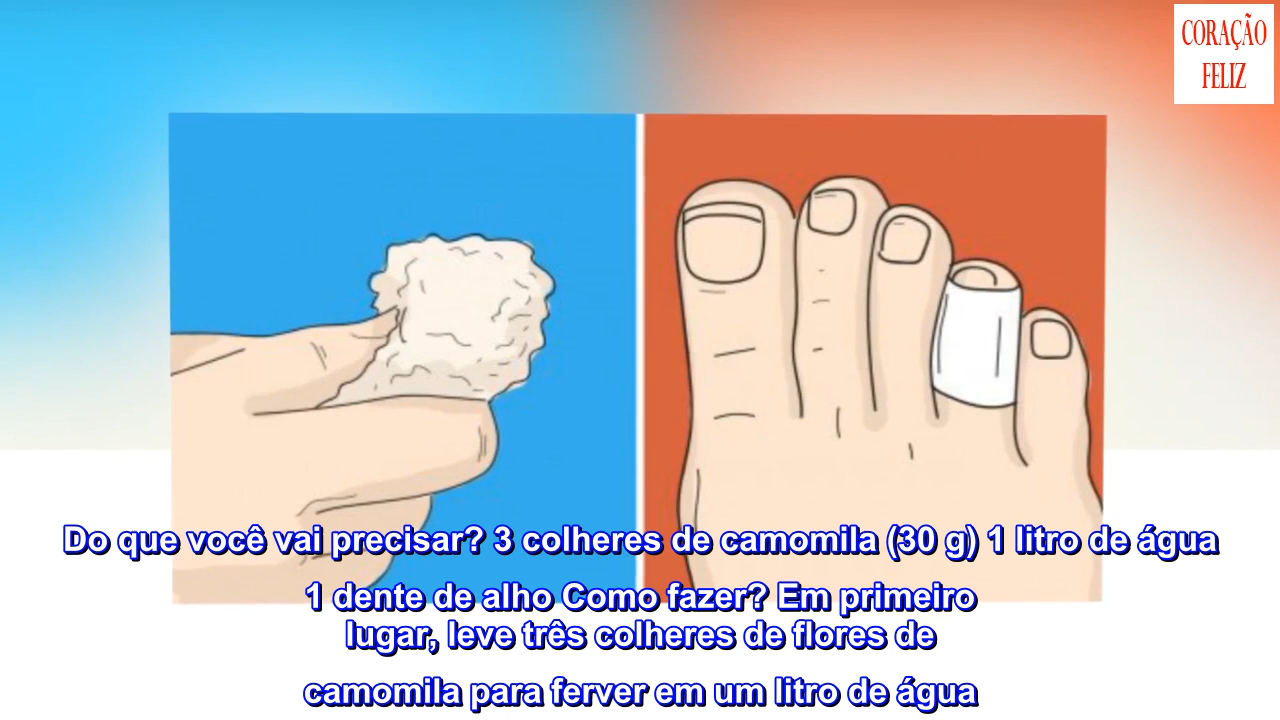 CORAÇÃO
FELIZ
Do que você vai precisar? 3 colheres de camomila (30 g) 1 litro de água
1 dente de alho Como fazer? Em primeiro
lugar, leve três colheres de flores de
camomila para ferver em um litro de água